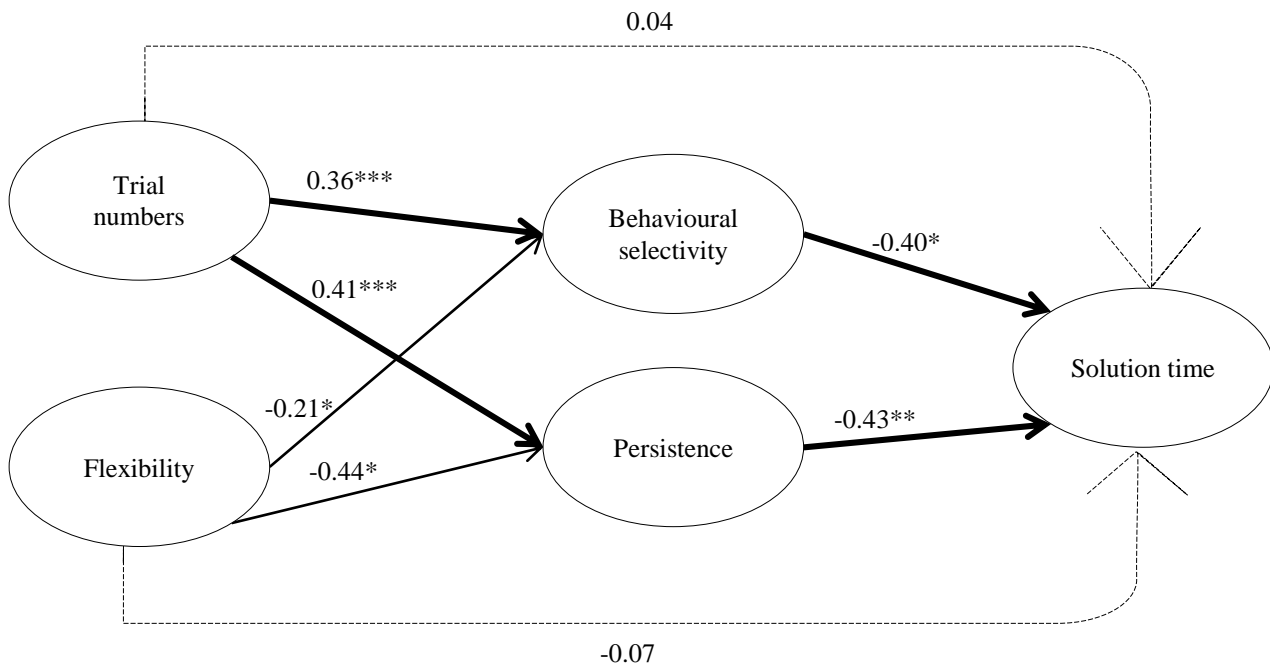 0.04
Trial
numbers
0.36***
Behavioural
selectivity
-0.40*
0.41***
Solution time
-0.21*
-0.43**
Flexibility
-0.44*
Persistence
-0.07